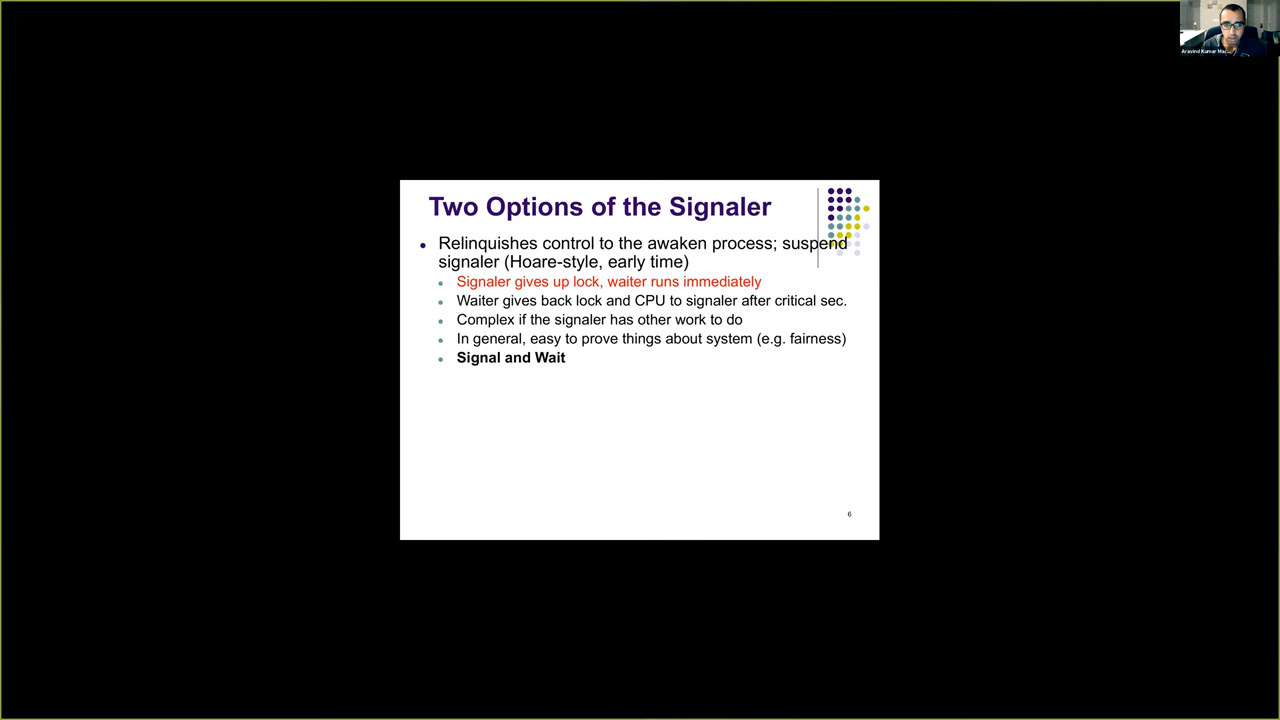 Aravind Kumar Mac...
Two Options of the Signaler
Relinquishes control to the awaken process; suspend
signaler (Hoare-style, early time)
Signaler gives up lock, waiter runs immediately
Waiter gives back lock and CPU to signaler after critical sec.
Complex if the signaler has other work to do
In general, easy to prove things about system (e.g. fairness)
Signal and Wait
6